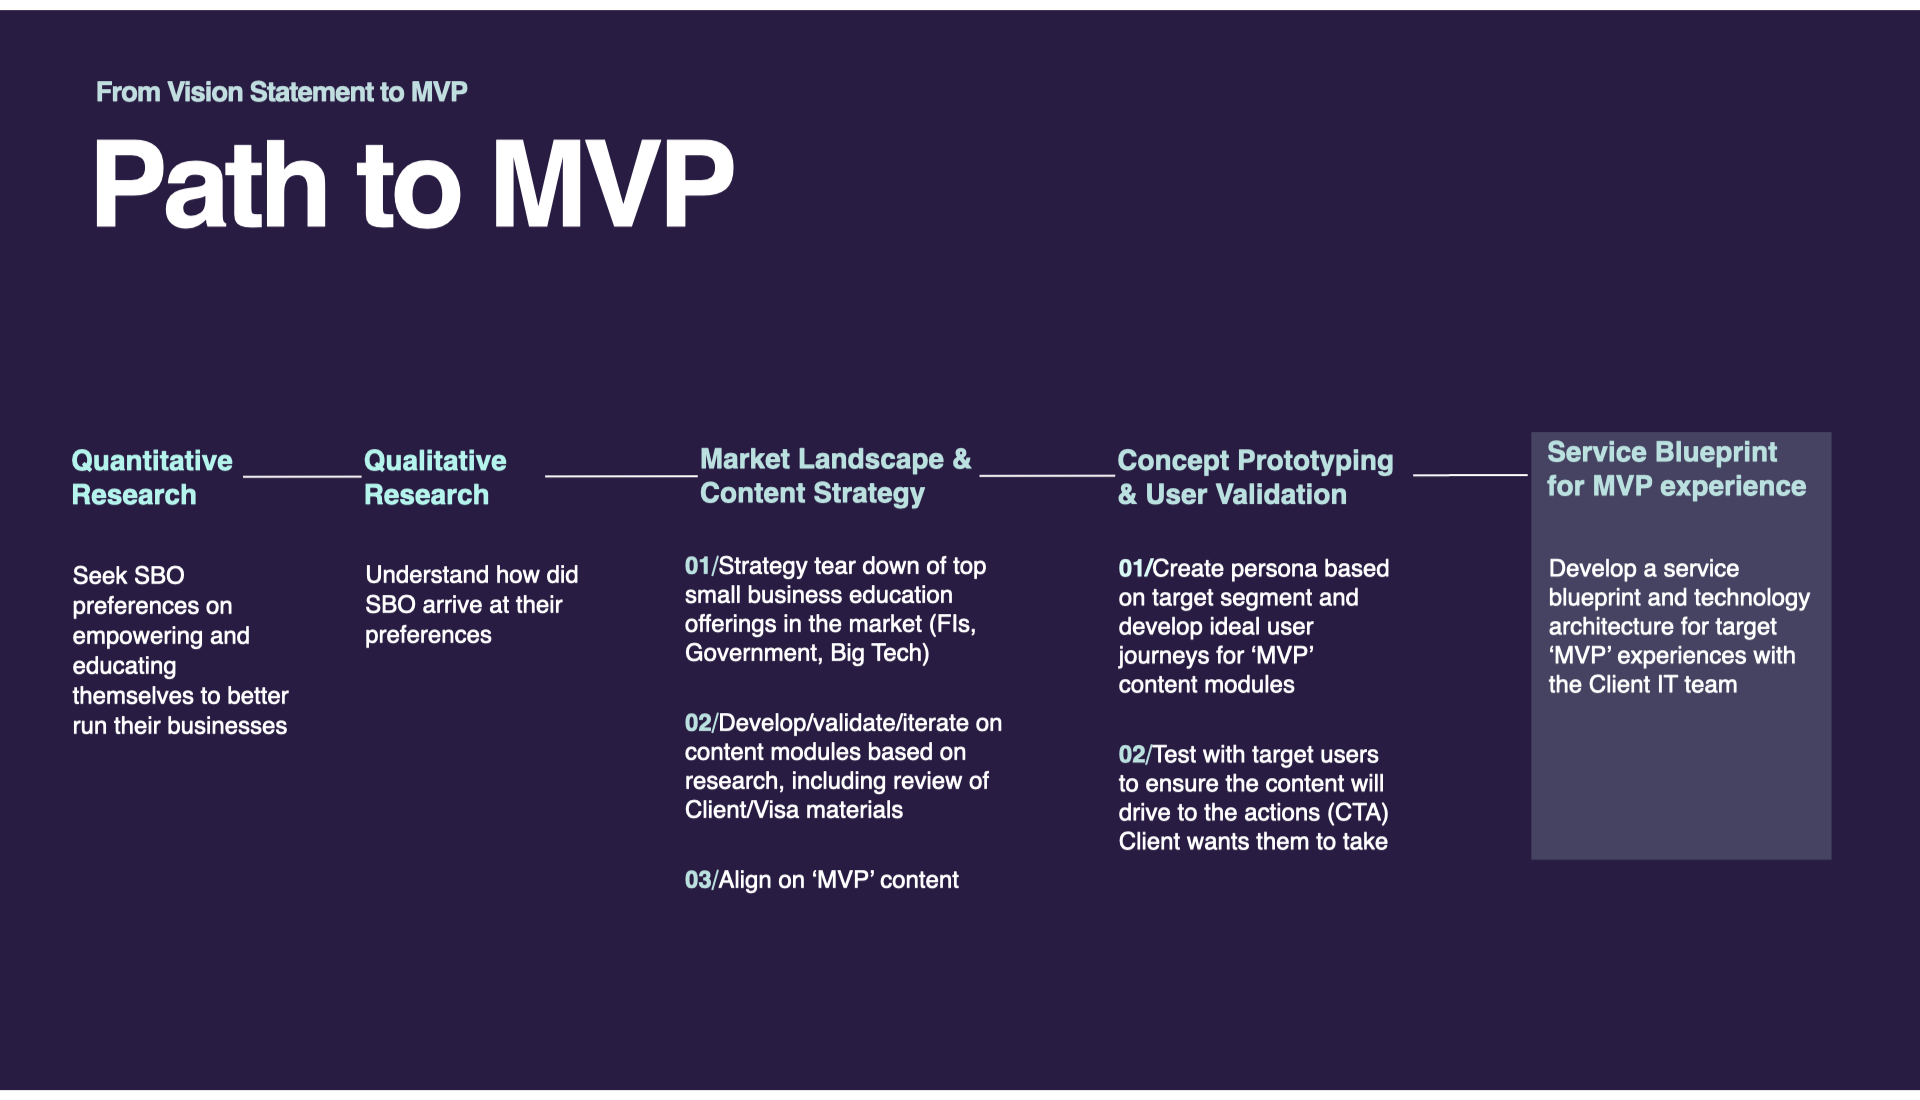 From Vision Statement to MVP
Path to MVP
Quantitative
Research
Seek SBO
preferences on
empowering and
educating
themselves to better
run their businesses
Qualitative
Research
Understand how did
SBO arrive at their
preferences
Market Landscape &
Content Strategy
01/Strategy tear down of top
small business education
offerings in the market (FIs,
Government, Big Tech)
02/Develop/validate/iterate on
content modules based on
research, including review of
Client/Visa materials
03/Align on ‘MVP’ content
Concept Prototyping
& User Validation
01/Create persona based
on target segment and
develop ideal user
journeys for ‘MVP’
content modules
02/Test with target users
to ensure the content will
drive to the actions (CTA)
Client wants them to take
Service Blueprint
for MVP experience
Develop a service
blueprint and technology
architecture for target
‘MVP’ experiences with
the Client IT team